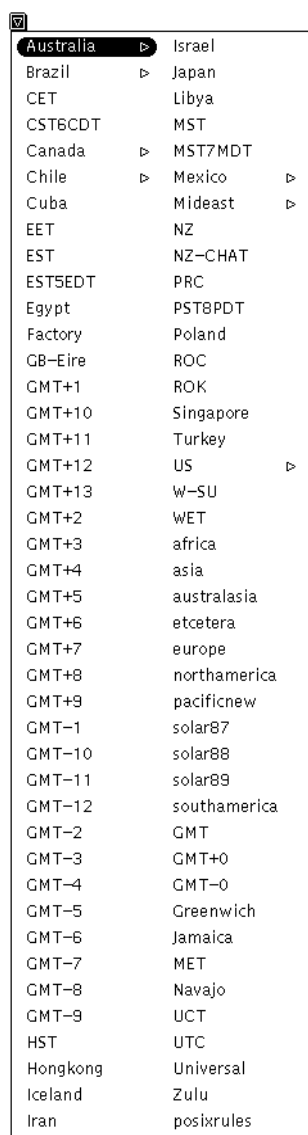 Australia
Brazil
CET
CST6CDT
Canada
Chile
Cuba
EET
EST
EST5EDT
Egypt
Factory
GB-Eire
GMT+1
GMT+10
GMT+11
GMT+12
GMT+13
GMT+2
GMT+3
GMT+4
GMT+5
GMT+6
GMT+7
GMT+8
GMT+9
GMT-1
GMT-10
GMT-11
GMT-12
GMT-2
GMT-3
GMT-4
GMT-5
GMT-6
GMT-7
GMT-8
GMT-9
HST
Hongkong
Iceland
Iran
Israel
Japan
Libya
MST
MST7MDT
Mexico
Mideast
NZ
NZ-CHAT
PRC
PST8PDT
Poland
ROC
ROK
Singapore
Turkey
US
W-SU
WET
africa
asia
australasia
etcetera
europe
northamerica
pacificnew
solar87
solar88
solar89
southamerica
GMT
GMT+0
GMT-0
Greenwich
Jamaica
MET
Navajo
UCT
UTC
Universal
Zulu
posixrules